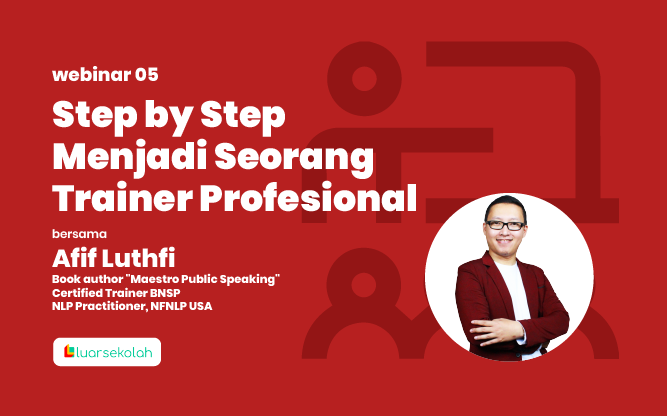 webinar 05
Step by Step
Menjadi Seorang
Trainer Profesional
bersama
Afif Luthfi
Book author "Maestro Public Speaking"
Certified Trainer BNSP
NLP Practitioner, NFNLP USA
luarsekolah